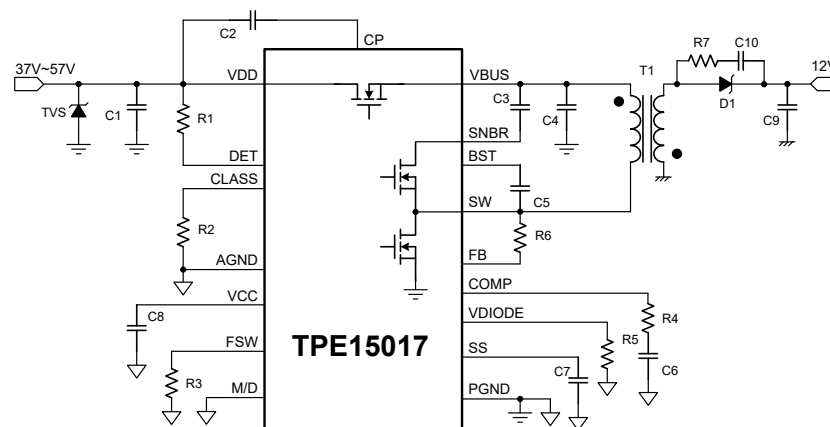 C2
CP
37V~57V
VDD
VBUS
T1
R7
C10
12V
TVS
C1
R1
C3
C4
D1
C9
SNBR
DET
BST
CLASS
C5
SW
R2
R6
AGND
FB
COMP
VCC
C8
VDIODE
R4
FSW
TPE15017
R5
SS
C6
R3
C7
M/D
PGND